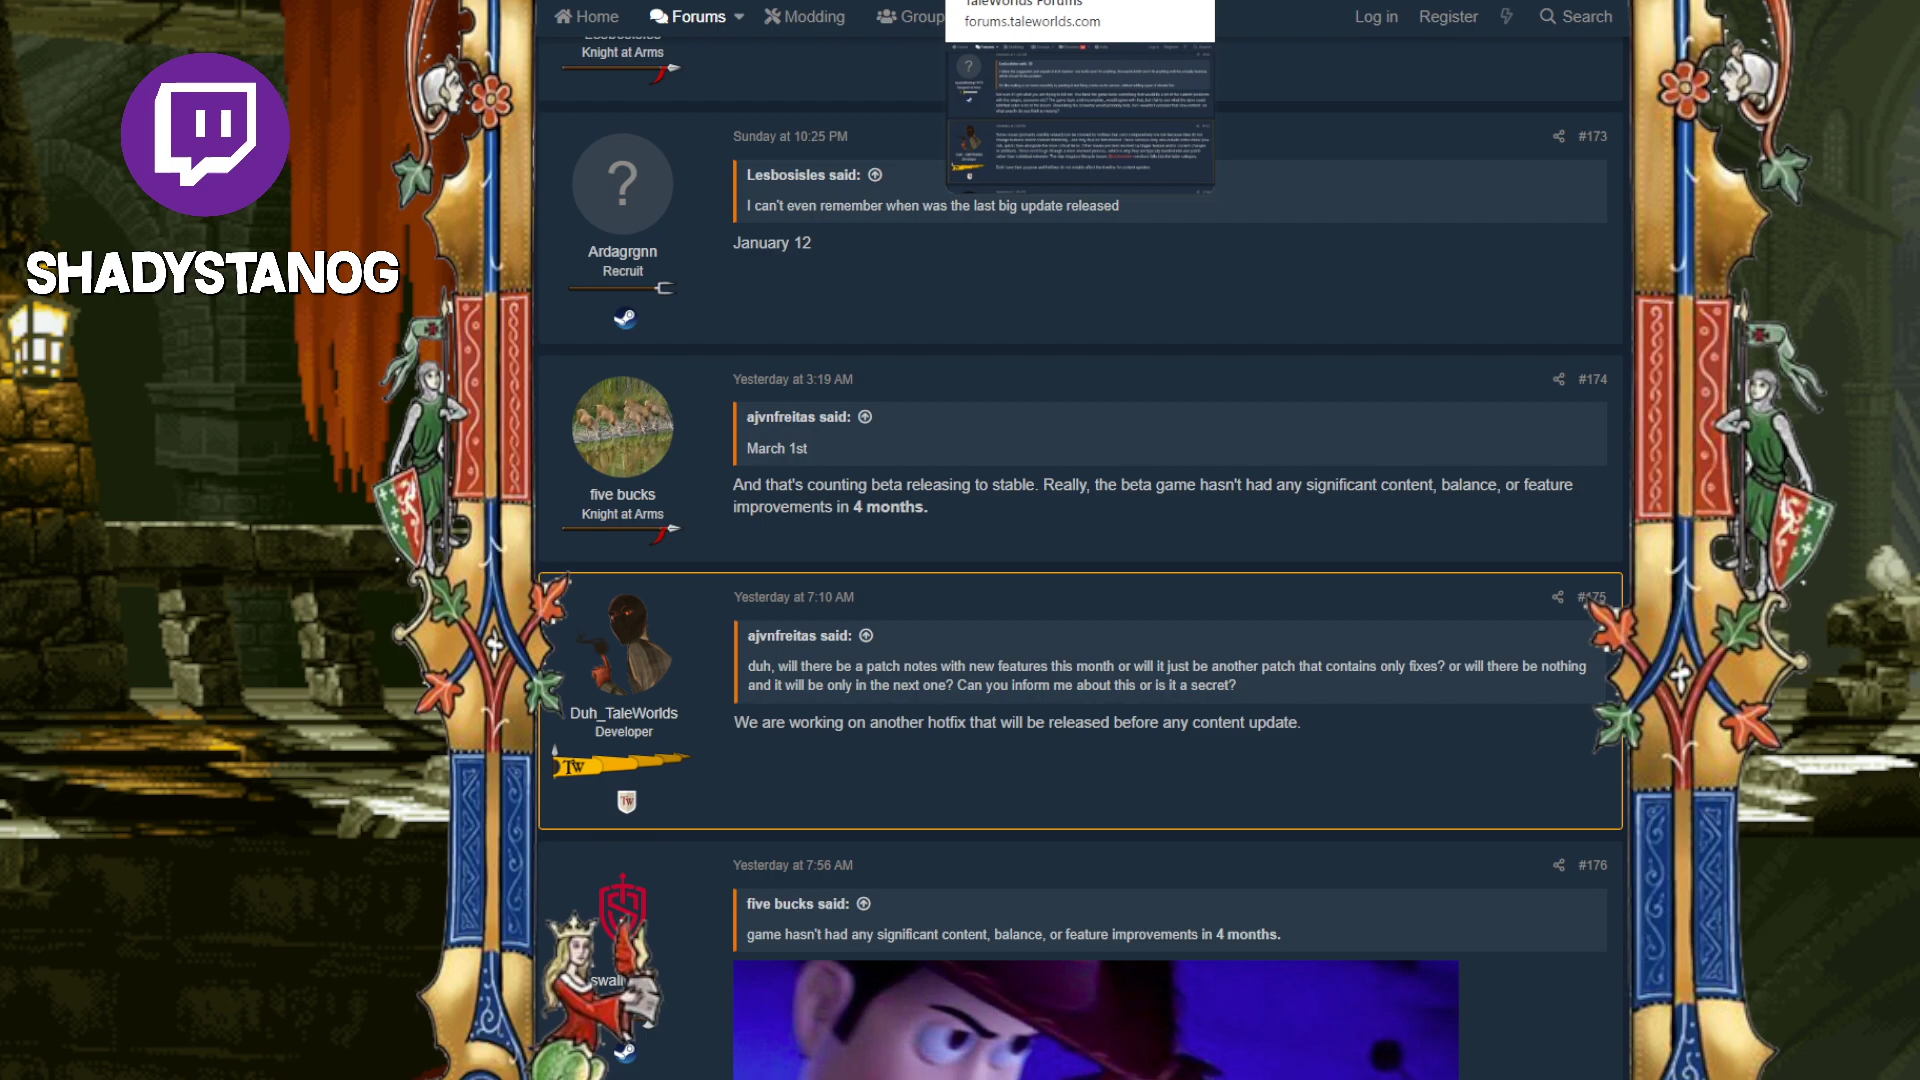 Home
Forums
Modding
Group
TaleWorlds Forums
forums.taleworlds.com
Log in
Register
Search
Lesbosisles
Knight at Arms
SHADYSTANOG
Sunday at 10:25 PM
#173
Lesbosisles said:
I can't even remember when was the last big update released
January 12
Ardagrgnn
Recruit
Yesterday at 3:19 AM
#174
ajvnfreitas said:
March 1st
And that's counting beta releasing to stable. Really, the beta game hasn't had any significant content, balance, or feature
improvements in 4 months.
five bucks
Knight at Arms
Yesterday at 7:10 AM
#175
ajvnfreitas said:
duh, will there be a patch notes with new features this month or will it just be another patch that contains only fixes? or will there be nothing
and it will be only in the next one? Can you inform me about this or is it a secret?
We are working on another hotfix that will be released before any content update.
Duh_TaleWorlds
Developer
TW
TW
Yesterday at 7:56 AM
#176
five bucks said:
game hasn't had any significant content, balance, or feature improvements in 4 months.